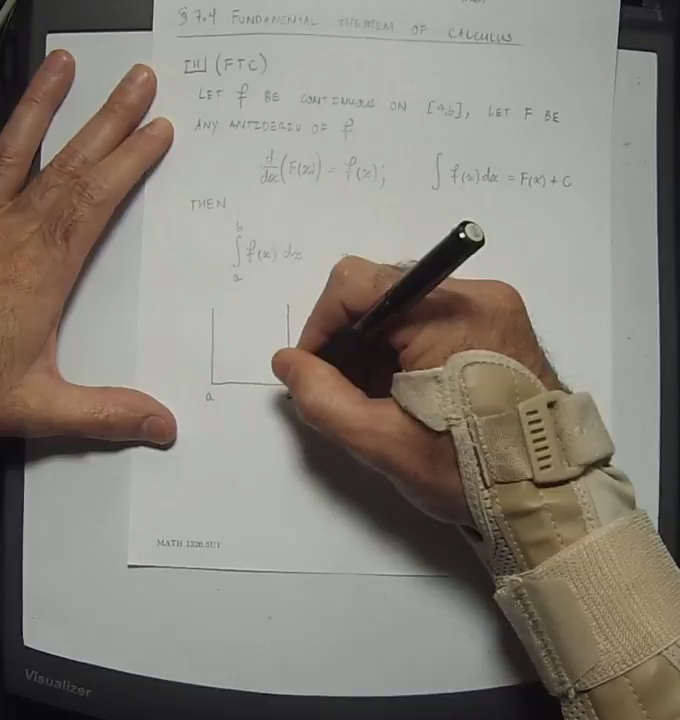 § 7.4 FUNDAMENTAL THEOREM OF CALCULUS
[H] (FTC)
LET f BE CONTINUOUS ON [a,b], LET F BE
ANY ANTIDERIV OF f
d/dx (F(x)) = f(x); ∫ f(x) dx = F(x) + C
THEN
∫_a^b f(x) dx
a
MATH 1326.5U1
Visualizer